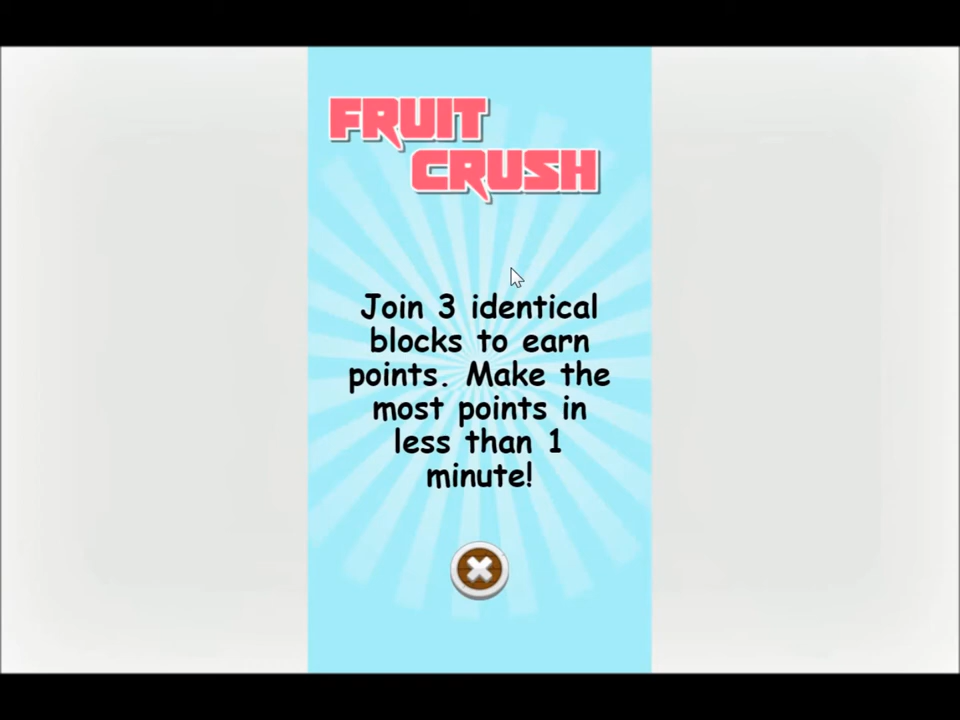 FRUIT
CRUSH
Join 3 identical
blocks to earn
points. Make the
most points in
less than 1
minute!